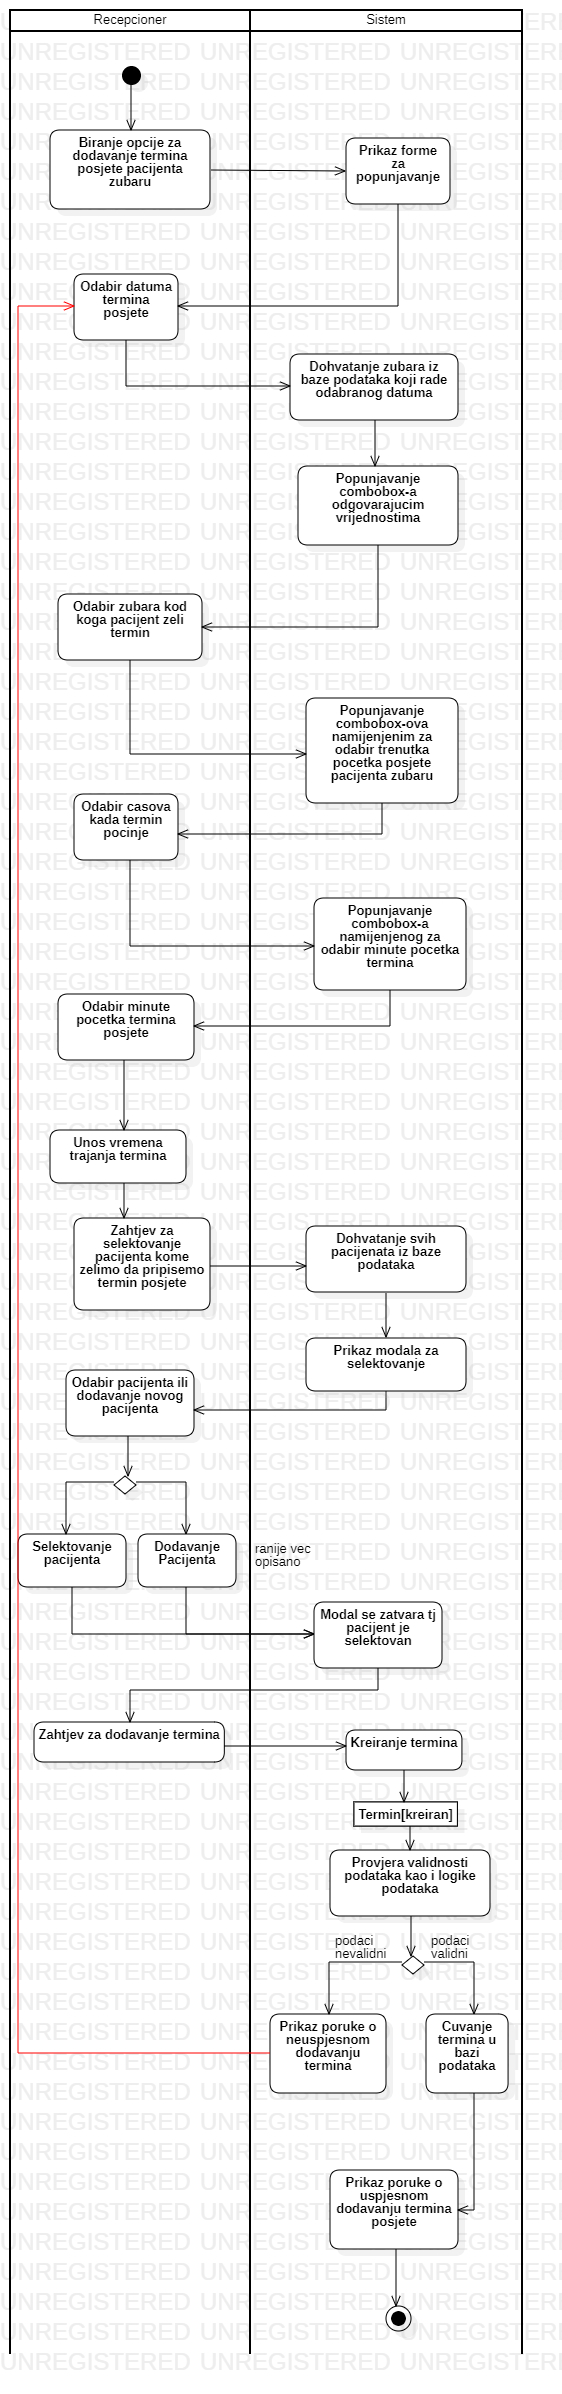 Recepcioner
Sistem
Biranje opcije za
dodavanje termina
posjete pacijenta
zubaru
Prikaz forme
za
popunjavanje
Odabir datuma
termina
posjete
Dohvatanje zubara iz
baze podataka koji rade
odabranog datuma
Popunjavanje
combobox-a
odgovarajucim
vrijednostima
Odabir zubara kod
koga pacijent zeli
termin
Popunjavanje
combobox-ova
namijenjenim za
odabir trenutka
pocetka posjete
pacijenta zubaru
Odabir casova
kada termin
pocinje
Popunjavanje
combobox-a
namijenjenog za
odabir minute pocetka
termina
Odabir minute
pocetka termina
posjete
Unos vremena
trajanja termina
Zahtjev za
selektovanje
pacijenta kome
zelimo da pripisemo
termin posjete
Dohvatanje svih
pacijenata iz baze
podataka
Prikaz modala za
selektovanje
Odabir pacijenta ili
dodavanje novog
pacijenta
Selektovanje
pacijenta
Dodavanje
Pacijenta
ranije vec
opisano
Modal se zatvara tj
pacijent je
selektovan
Zahtjev za dodavanje termina
Kreiranje termina
Termin[kreiran]
Provjera validnosti
podataka kao i logike
podataka
podaci
nevalidni
podaci
validni
Prikaz poruke o
neuspjesnom
dodavanju
termina
Cuvanje
termina u
bazi
podataka
Prikaz poruke o
uspjesnom
dodavanju termina
posjete
UNREGISTERED